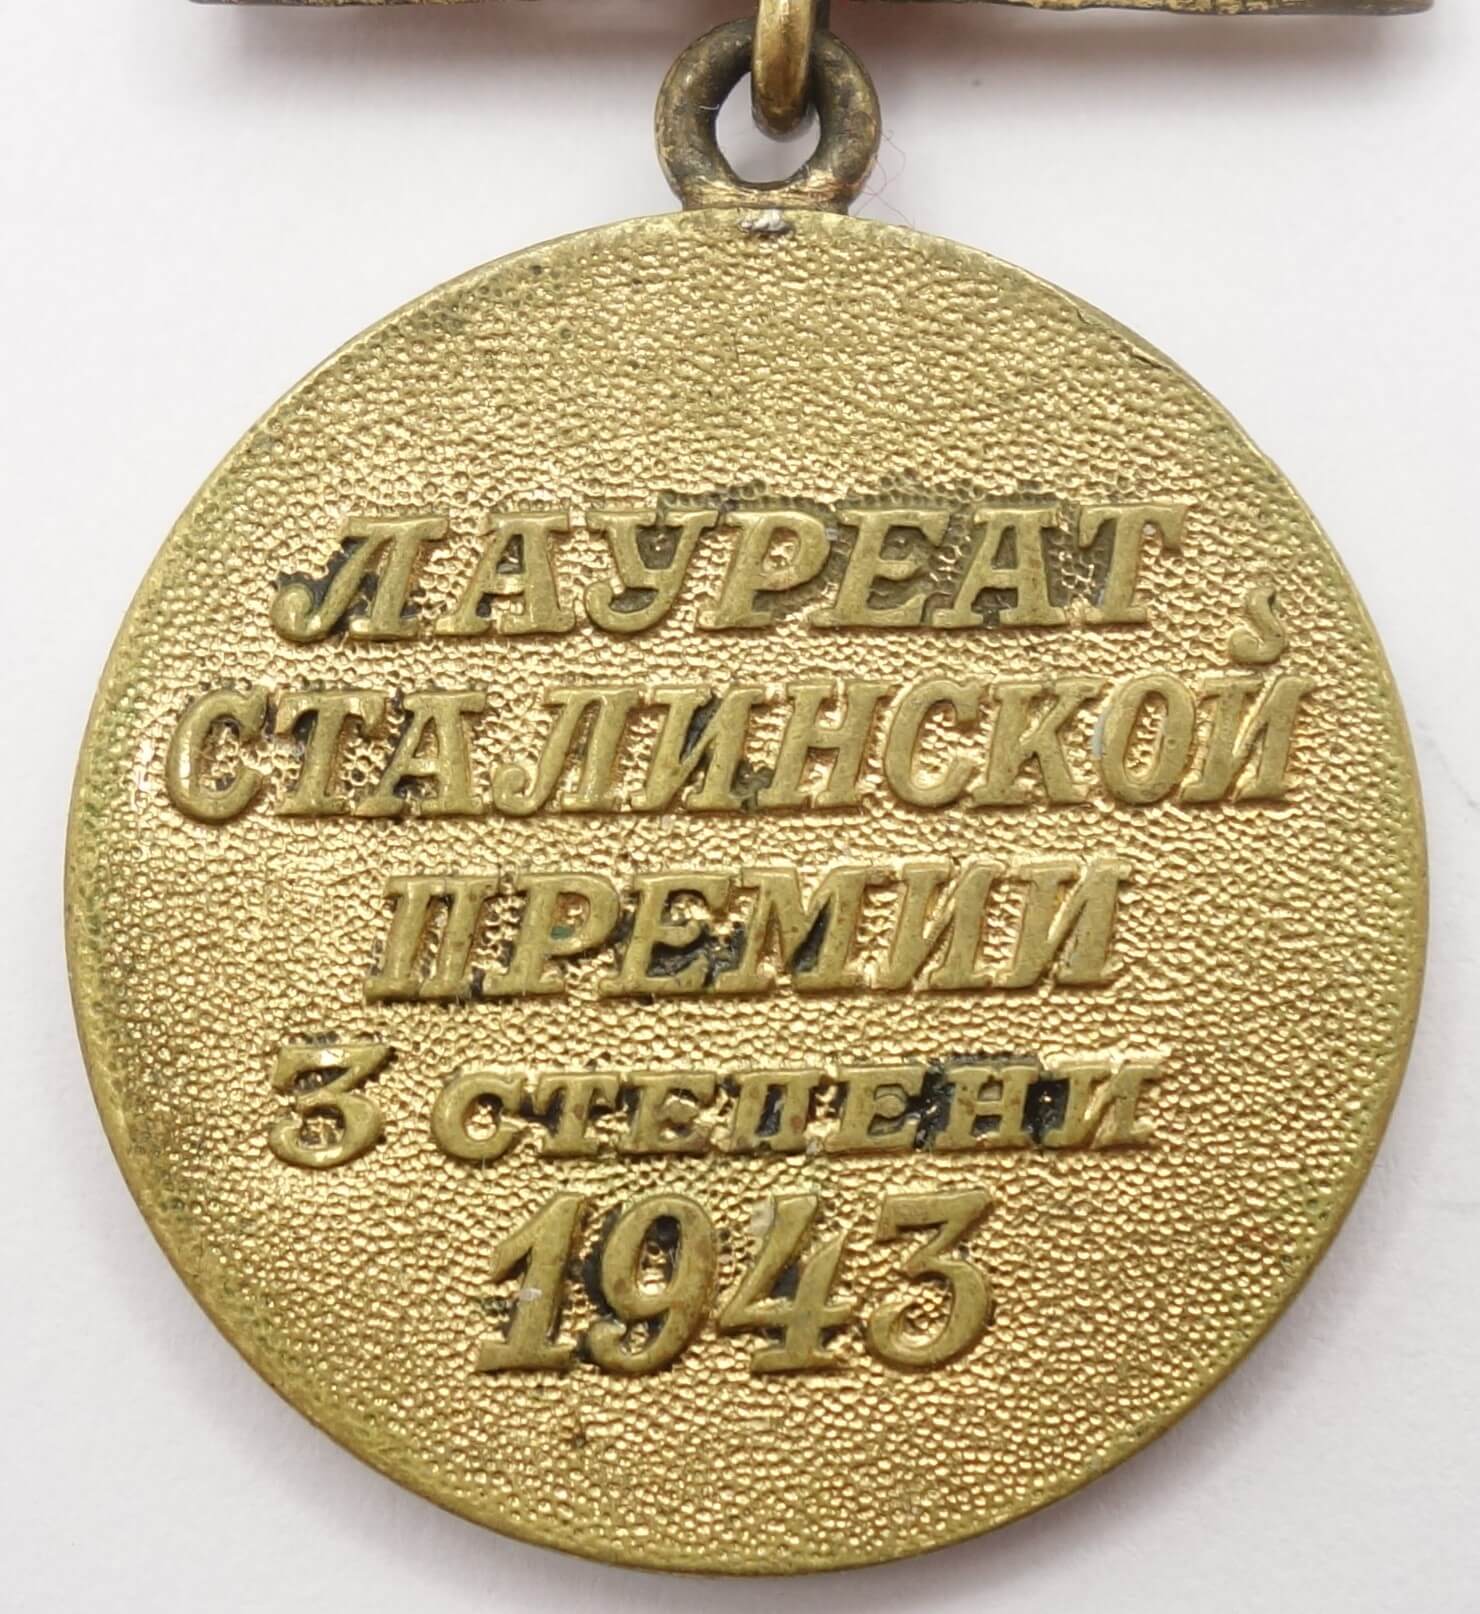 ЛАУРЕАТ
СТАЛИНСКОЙ
ПРЕМИИ
3 СТЕПЕНИ
1943